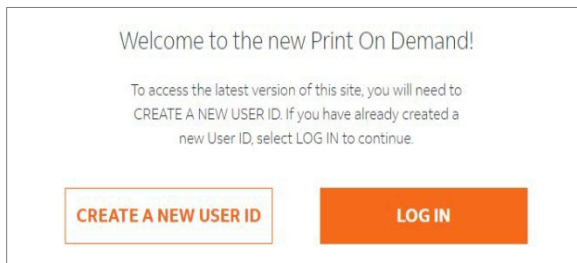 Welcome to the new Print On Demand!
To access the latest version of this site, you will need to
CREATE A NEW USER ID. If you have already created a
new User ID, select LOG IN to continue.
CREATE A NEW USER ID
LOG IN